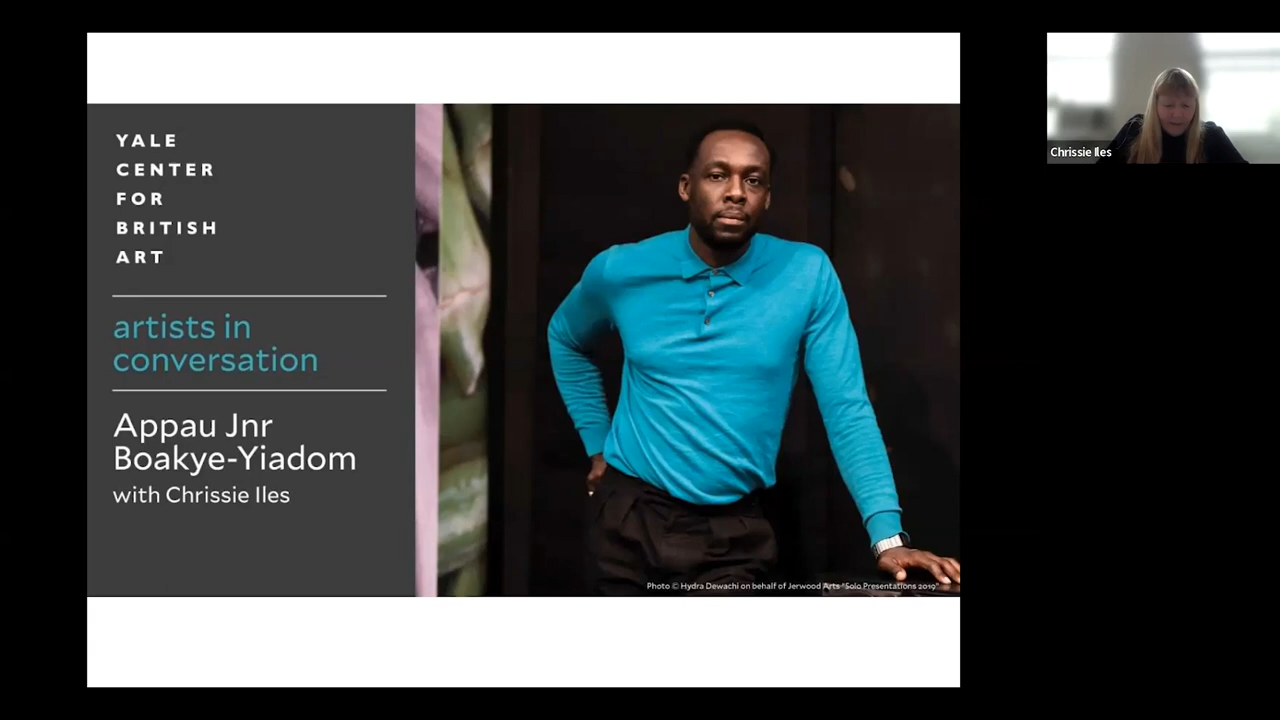 YALE
CENTER
FOR
BRITISH
ART
artists in
conversation
Appau Jnr
Boakye-Yiadom
with Chrissie Iles
Photo © Hydra Dewachi on behalf of Jerwood Arts "Solo Presentations 2019"
Chrissie Iles